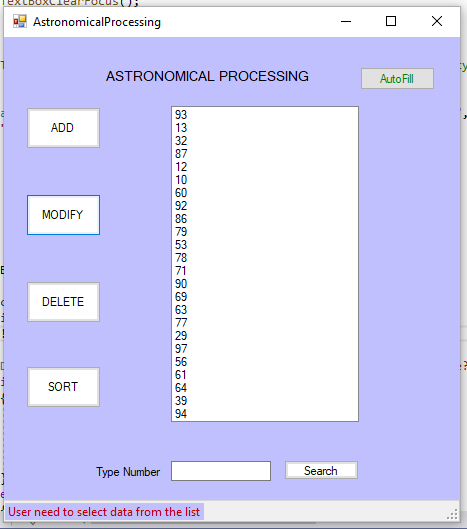 TextBoxClearFocus();
AstronomicalProcessing
ASTRONOMICAL PROCESSING
AutoFill
ADD
MODIFY
DELETE
SORT
93
13
32
87
12
10
60
92
86
79
53
78
71
90
69
63
77
29
97
56
61
64
39
94
Type Number
Search
User need to select data from the list